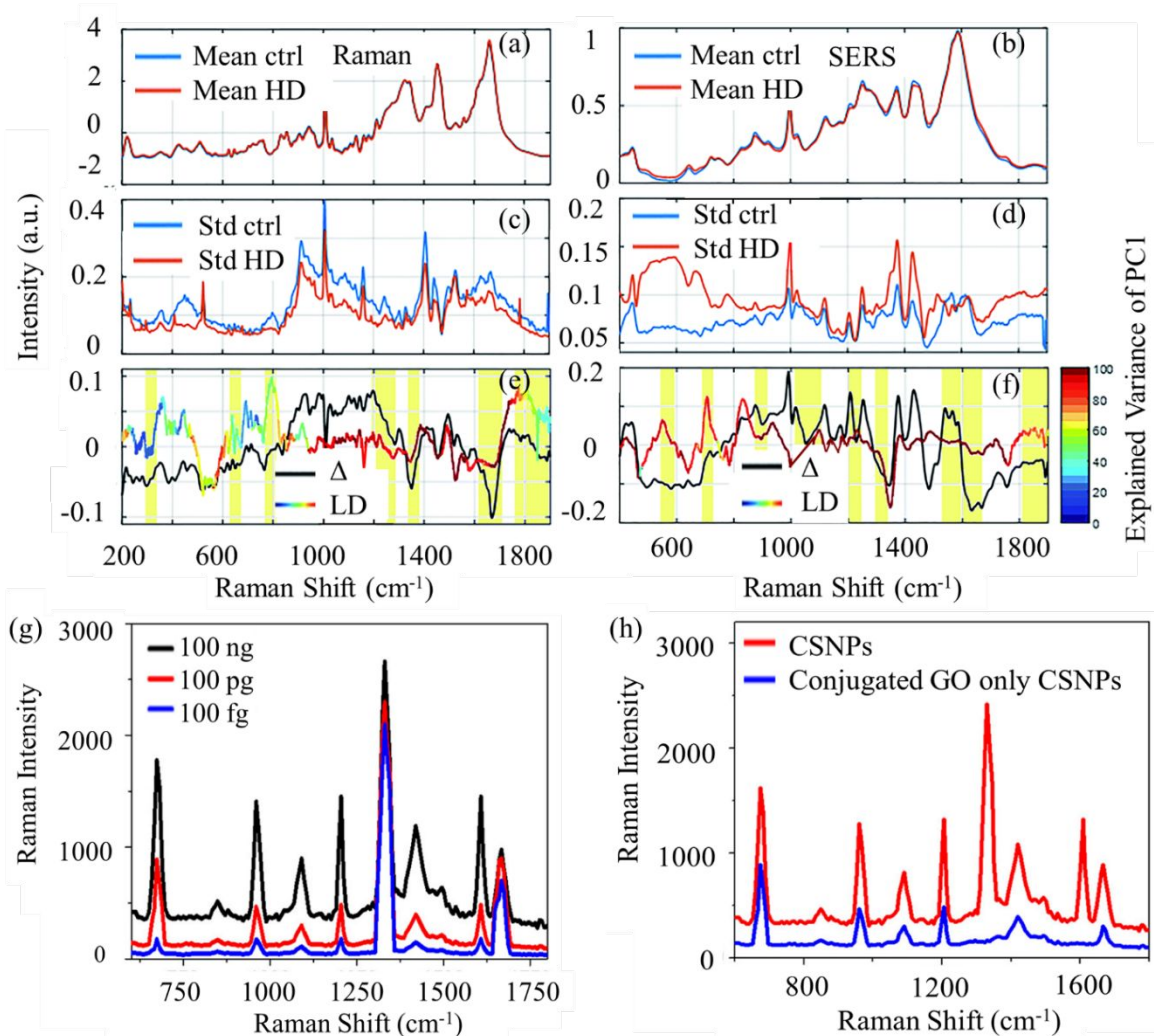 (a)
Mean ctrl
Mean HD
Raman
4
2
0
-2
(b)
Mean ctrl
Mean HD
SERS
1
0.5
0
Intensity (a.u.)
(c)
Std ctrl
Std HD
0.4
0.2
0
(d)
Std ctrl
Std HD
0.2
0.15
0.1
0.05
(e)
Δ
LD
0.1
0
-0.1
200 600 1000 1400 1800
Raman Shift (cm-1)
(f)
Δ
LD
0.2
0
-0.2
600 1000 1400 1800
Raman Shift (cm-1)
100
80
60
40
20
0
Explained Variance of PC1
(g)
100 ng
100 pg
100 fg
3000
2000
1000
0
Raman Intensity
750 1000 1250 1500 1750
Raman Shift (cm-1)
(h)
CSNPs
Conjugated GO only CSNPs
3000
2000
1000
0
Raman Intensity
800 1200 1600
Raman Shift (cm-1)